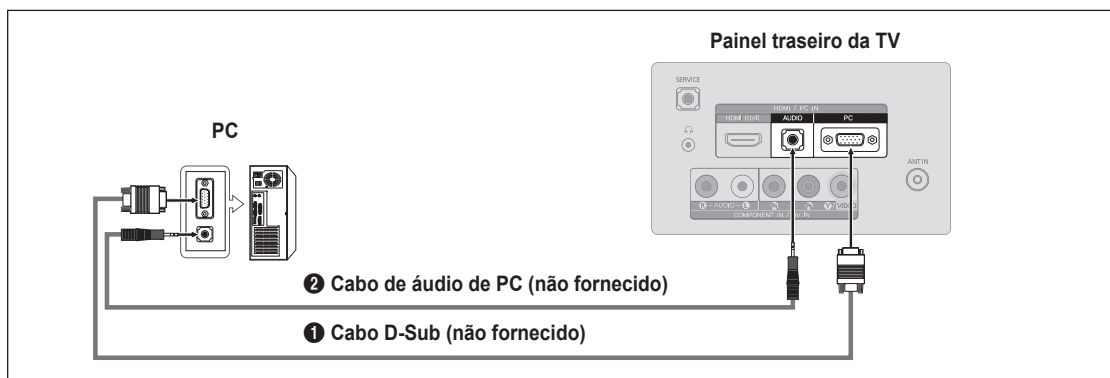 Painel traseiro da TV
SERVICE
HDMI / PC IN
HDMI (DVI) AUDIO PC
PC
ANT IN
R - AUDIO - L Y/VIDEO
COMPONENT IN / AV IN
❷ Cabo de áudio de PC (não fornecido)
❶ Cabo D-Sub (não fornecido)